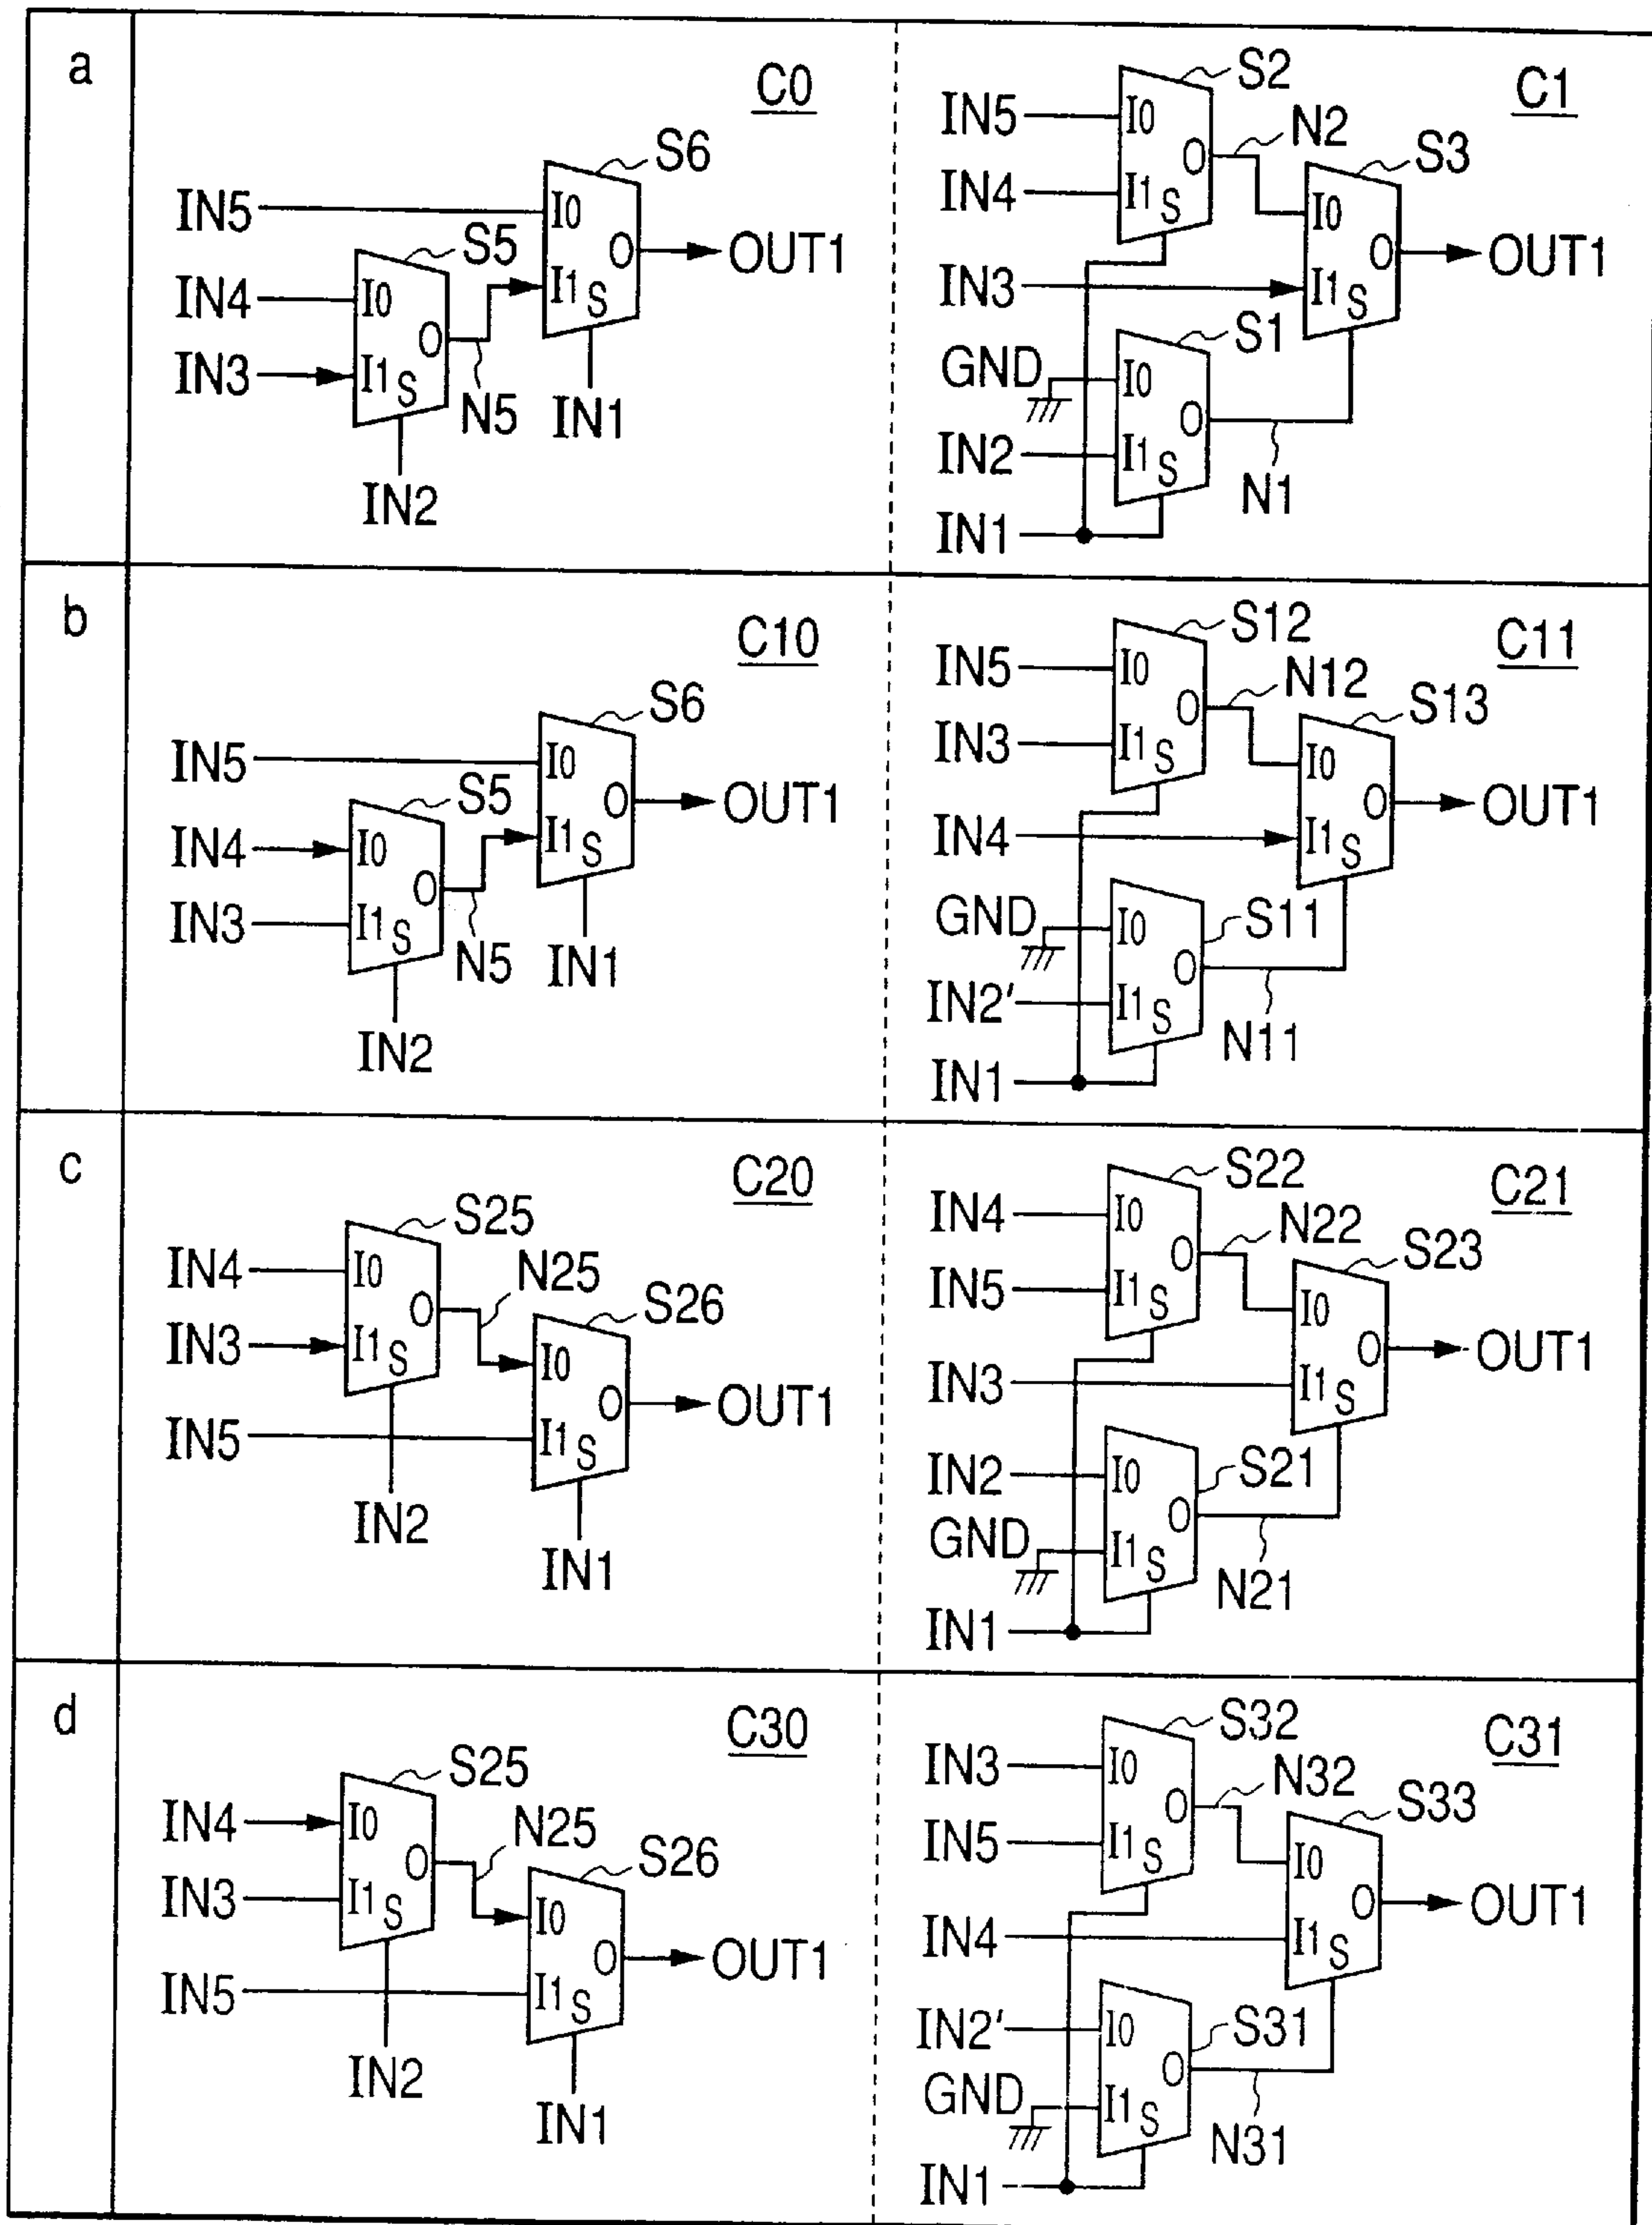 a
C0
S6
IN5
I0
O
OUT1
S5
IN4
I0
I1 S
IN3
I1 S
O
N5
IN1
IN2
C1
S2
IN5
I0
N2
O
S3
IN4
I1 S
I0
O
OUT1
IN3
I1 S
S1
GND
I0
O
IN2
I1 S
N1
IN1
b
C10
S6
IN5
I0
O
OUT1
S5
IN4
I0
I1 S
O
IN3
I1 S
N5
IN1
IN2
C11
S12
IN5
I0
N12
O
S13
IN3
I1 S
I0
O
OUT1
IN4
I1 S
GND
I0
S11
O
IN2'
I1 S
N11
IN1
c
C20
S25
IN4
I0
N25
O
S26
IN3
I1 S
I0
O
OUT1
IN5
I1 S
IN2
IN1
C21
S22
IN4
I0
N22
O
S23
IN5
I1 S
I0
O
OUT1
IN3
I1 S
IN2
I0
S21
O
GND
I1 S
N21
IN1
d
C30
S25
IN4
I0
N25
O
S26
IN3
I1 S
I0
O
OUT1
IN5
I1 S
IN2
IN1
C31
S32
IN3
I0
N32
O
S33
IN5
I1 S
I0
O
OUT1
IN4
I1 S
IN2'
I0
S31
O
GND
I1 S
N31
IN1